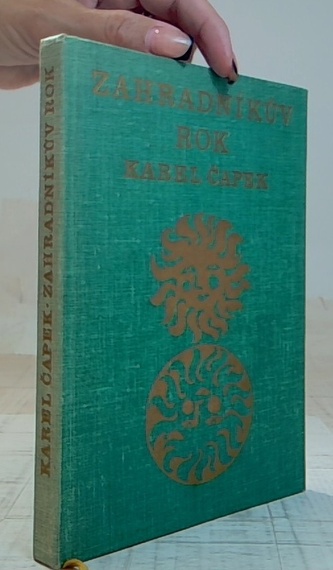 ZAHRADNÍKŮV
ROK
KAREL ČAPEK
KAREL ČAPEK · ZAHRADNÍKŮV ROK